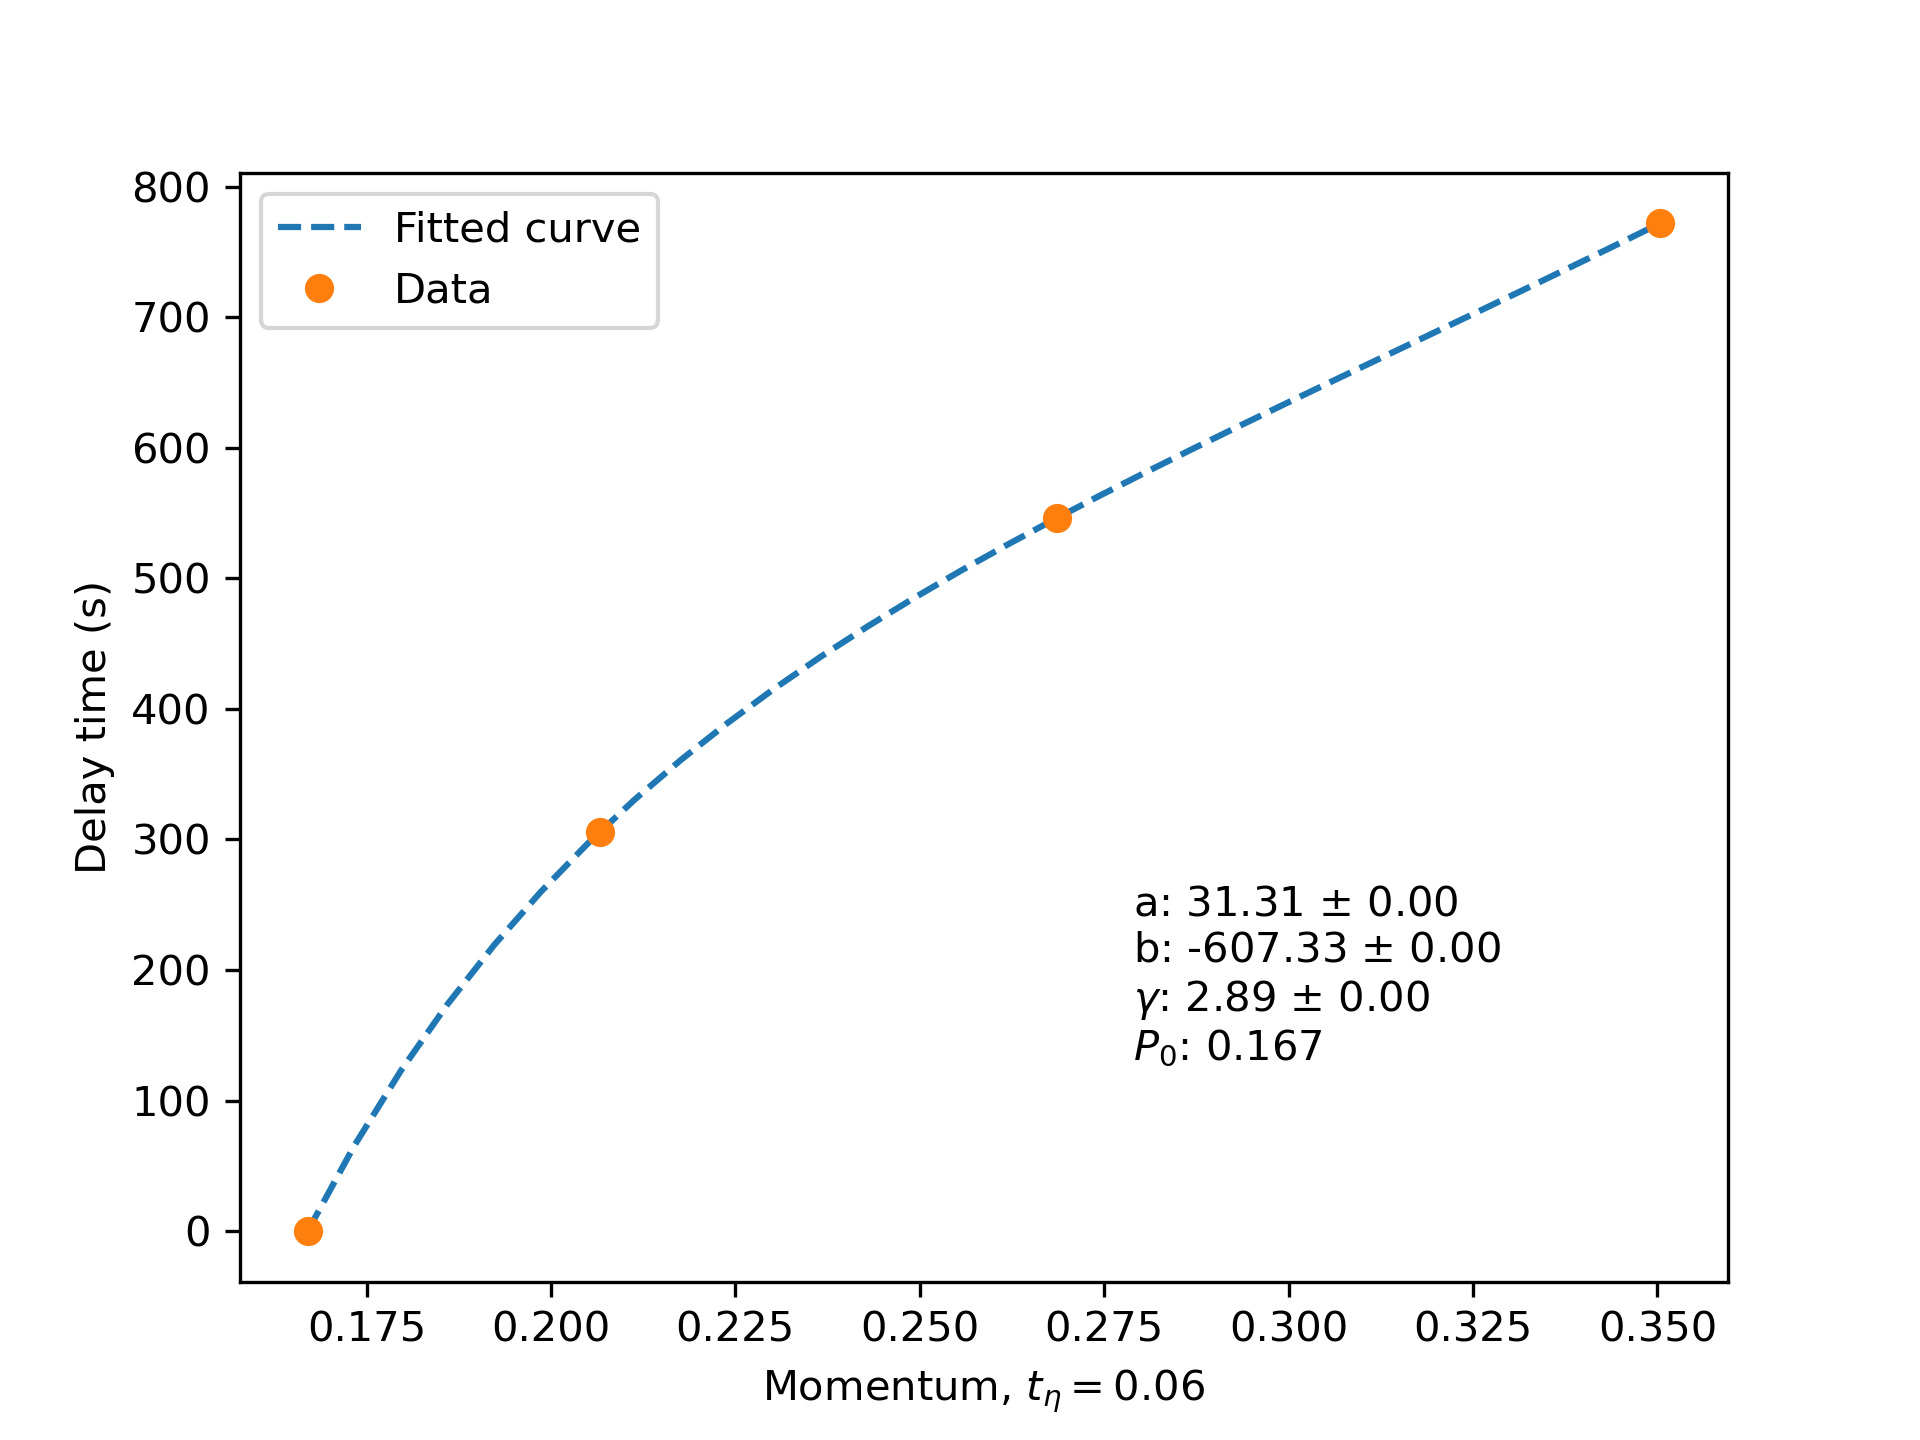 800
700
600
500
400
300
200
100
0
Delay time (s)
Fitted curve
Data
a: 31.31 ± 0.00
b: -607.33 ± 0.00
γ: 2.89 ± 0.00
P₀: 0.167
0.175 0.200 0.225 0.250 0.275 0.300 0.325 0.350
Momentum, t_η = 0.06